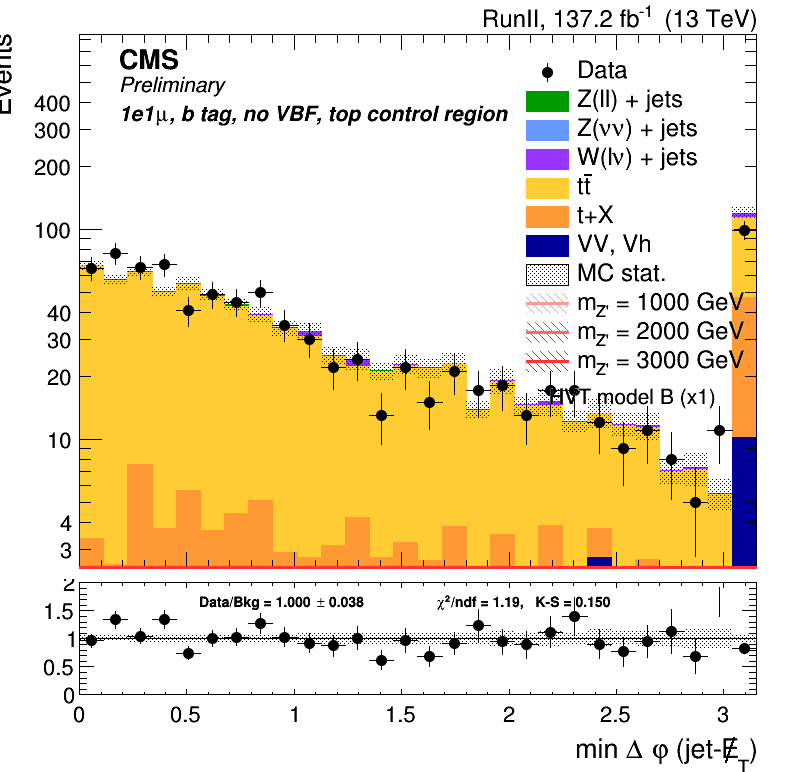 RunII, 137.2 fb⁻¹ (13 TeV)
Events
CMS
Preliminary
1e1μ, b tag, no VBF, top control region
Data
Z(ll) + jets
Z(νν) + jets
W(lν) + jets
tt̄
t+X
VV, Vh
MC stat.
m_Z' = 1000 GeV
m_Z' = 2000 GeV
m_Z' = 3000 GeV
HVT model B (x1)
400
300
200
100
40
30
20
10
4
3
Data/Bkg = 1.000 ± 0.038
χ²/ndf = 1.19, K-S = 0.150
2
1.5
1
0.5
0
0 0.5 1 1.5 2 2.5 3
min Δ φ (jet-E̸_T)